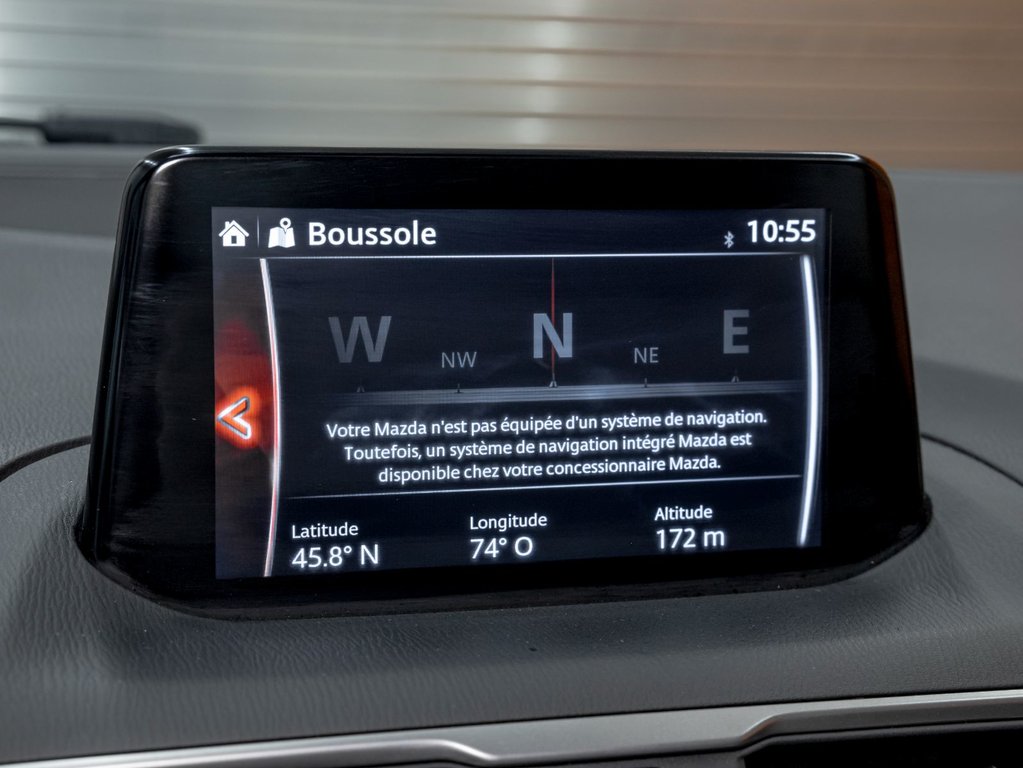 Boussole 10:55
W NW N NE E
Votre Mazda n'est pas équipée d'un système de navigation.
Toutefois, un système de navigation intégré Mazda est
disponible chez votre concessionnaire Mazda.
Latitude Longitude Altitude
45.8° N 74° O 172 m